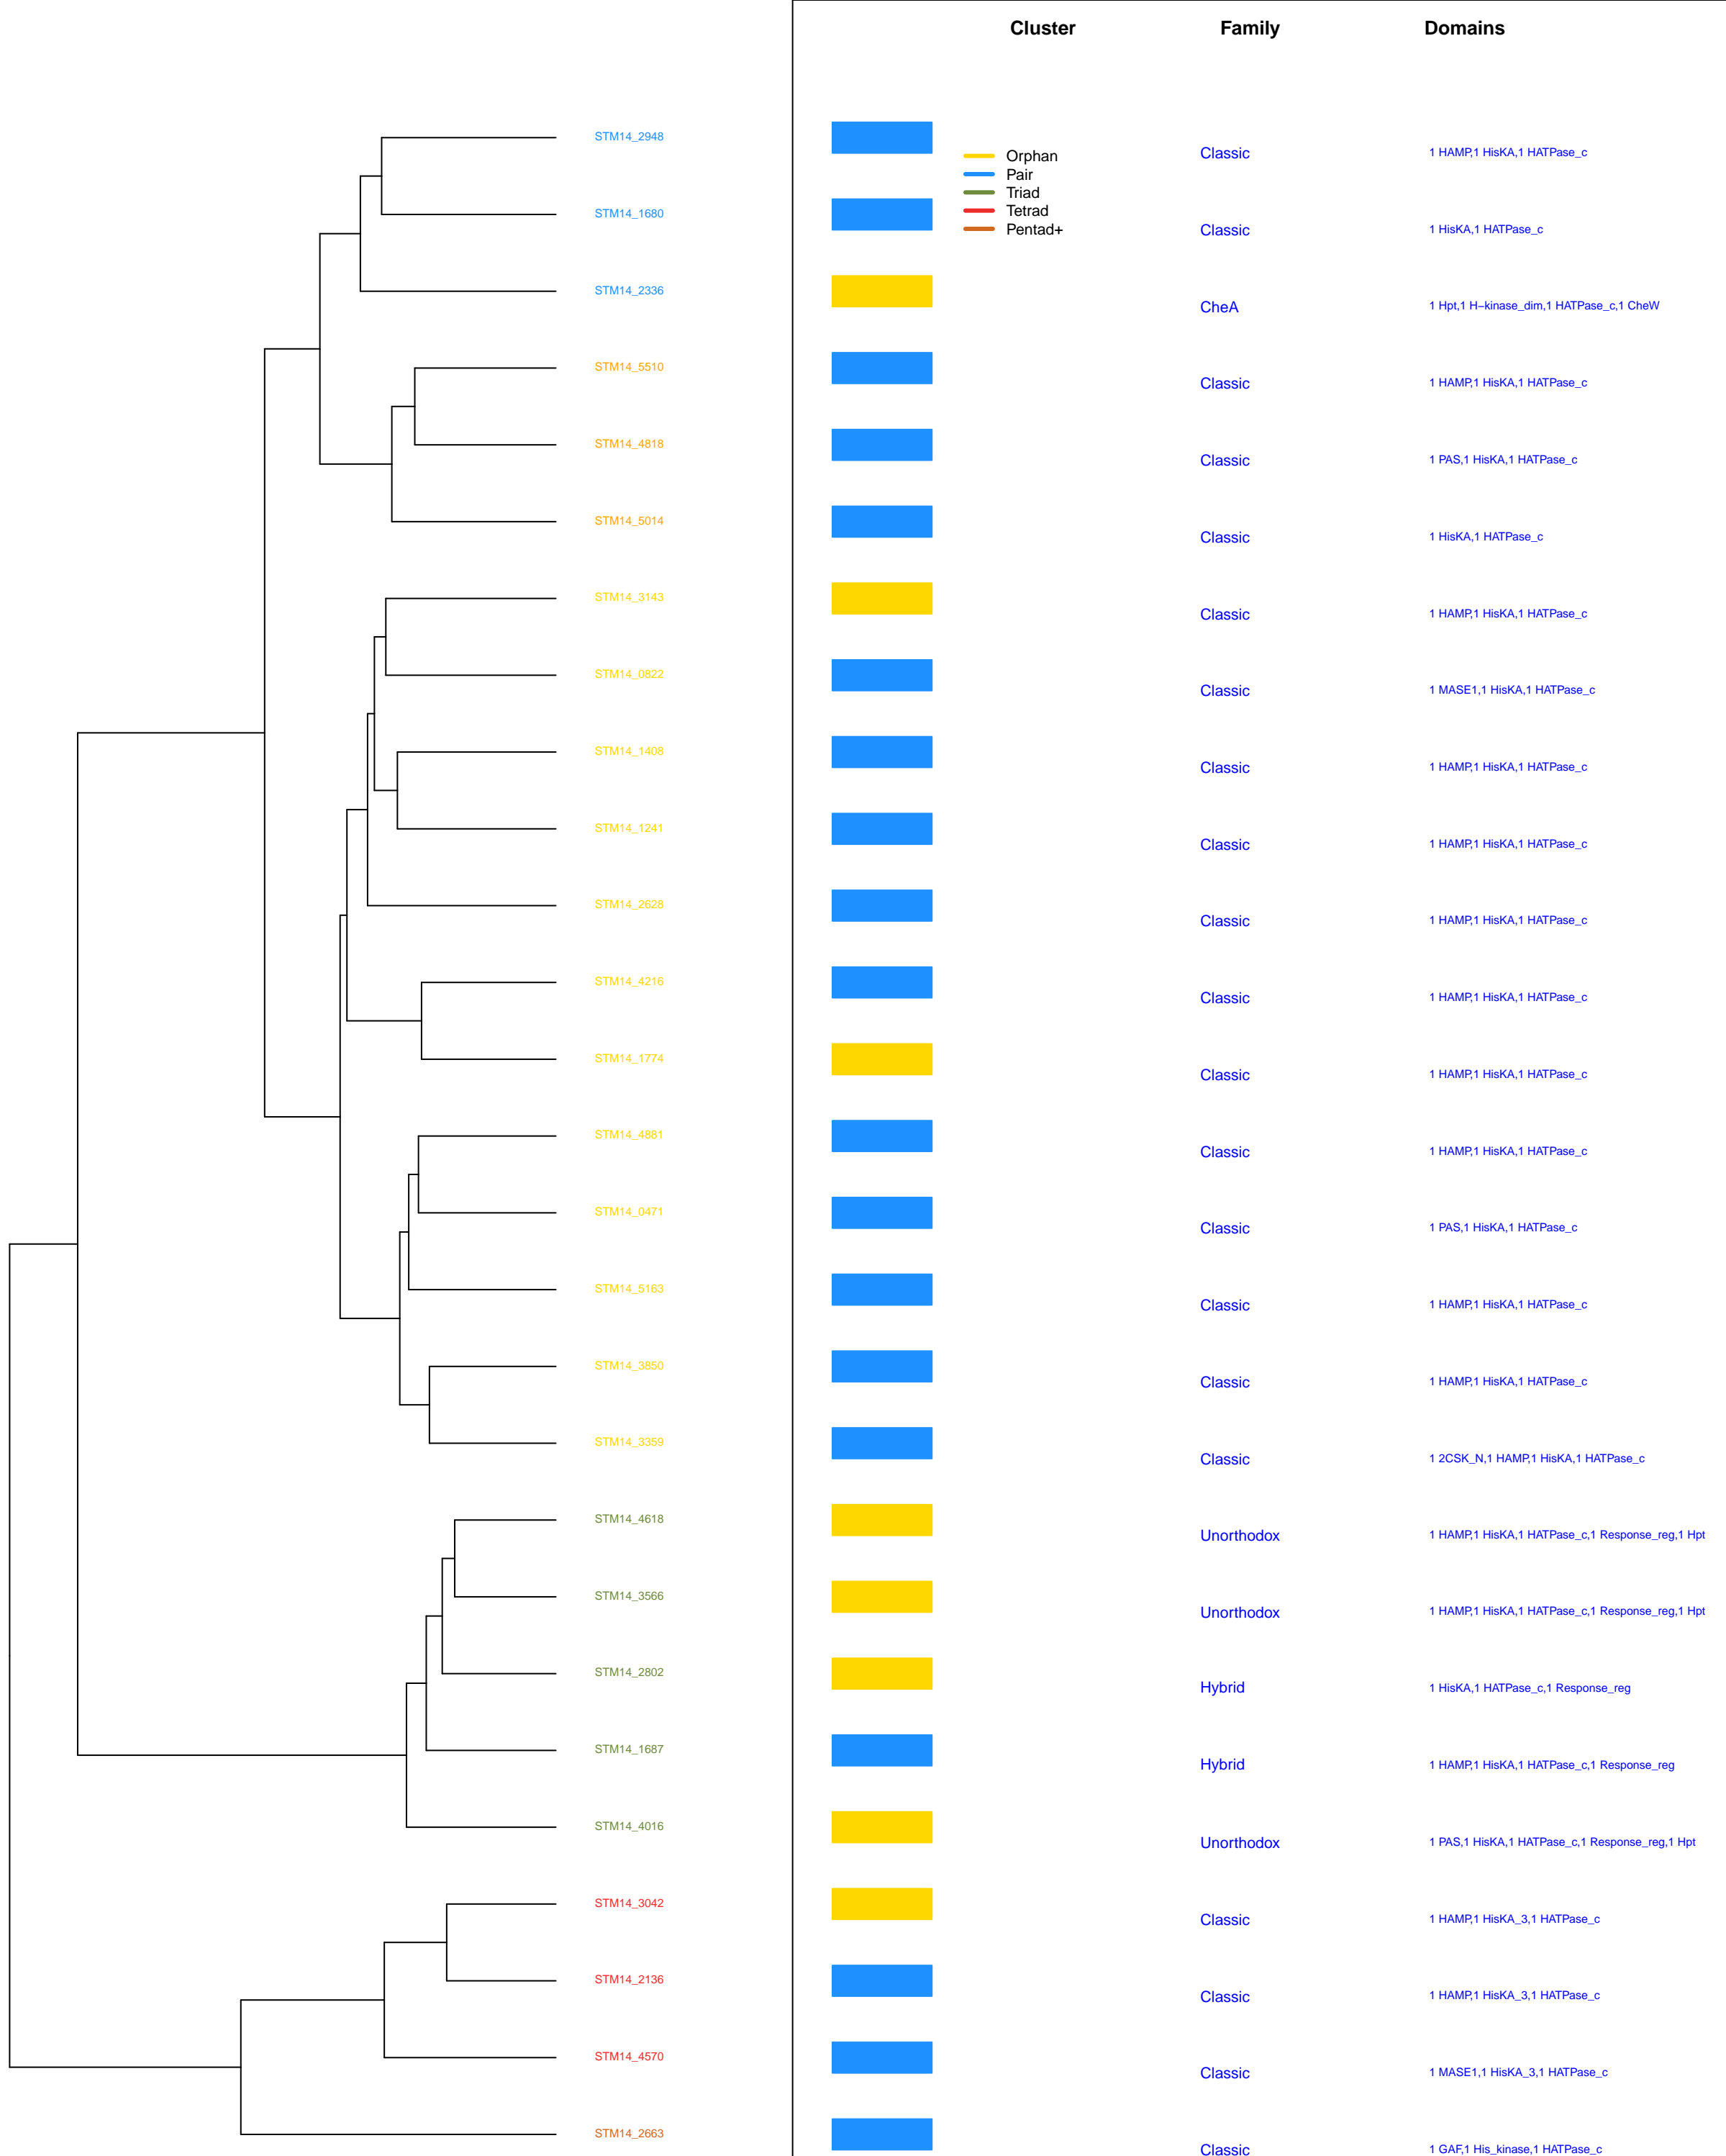 Cluster Family Domains
STM14_2948 Classic 1 HAMP,1 HisKA,1 HATPase_c
Orphan
Pair
Triad
Tetrad
Pentad+
STM14_1680 Classic 1 HisKA,1 HATPase_c
STM14_2336 CheA 1 Hpt,1 H−kinase_dim,1 HATPase_c,1 CheW
STM14_5510 Classic 1 HAMP,1 HisKA,1 HATPase_c
STM14_4818 Classic 1 PAS,1 HisKA,1 HATPase_c
STM14_5014 Classic 1 HisKA,1 HATPase_c
STM14_3143 Classic 1 HAMP,1 HisKA,1 HATPase_c
STM14_0822 Classic 1 MASE1,1 HisKA,1 HATPase_c
STM14_1408 Classic 1 HAMP,1 HisKA,1 HATPase_c
STM14_1241 Classic 1 HAMP,1 HisKA,1 HATPase_c
STM14_2628 Classic 1 HAMP,1 HisKA,1 HATPase_c
STM14_4216 Classic 1 HAMP,1 HisKA,1 HATPase_c
STM14_1774 Classic 1 HAMP,1 HisKA,1 HATPase_c
STM14_4881 Classic 1 HAMP,1 HisKA,1 HATPase_c
STM14_0471 Classic 1 PAS,1 HisKA,1 HATPase_c
STM14_5163 Classic 1 HAMP,1 HisKA,1 HATPase_c
STM14_3850 Classic 1 HAMP,1 HisKA,1 HATPase_c
STM14_3359 Classic 1 2CSK_N,1 HAMP,1 HisKA,1 HATPase_c
STM14_4618 Unorthodox 1 HAMP,1 HisKA,1 HATPase_c,1 Response_reg,1 Hpt
STM14_3566 Unorthodox 1 HAMP,1 HisKA,1 HATPase_c,1 Response_reg,1 Hpt
STM14_2802 Hybrid 1 HisKA,1 HATPase_c,1 Response_reg
STM14_1687 Hybrid 1 HAMP,1 HisKA,1 HATPase_c,1 Response_reg
STM14_4016 Unorthodox 1 PAS,1 HisKA,1 HATPase_c,1 Response_reg,1 Hpt
STM14_3042 Classic 1 HAMP,1 HisKA_3,1 HATPase_c
STM14_2136 Classic 1 HAMP,1 HisKA_3,1 HATPase_c
STM14_4570 Classic 1 MASE1,1 HisKA_3,1 HATPase_c
STM14_2663 Classic 1 GAF,1 His_kinase,1 HATPase_c